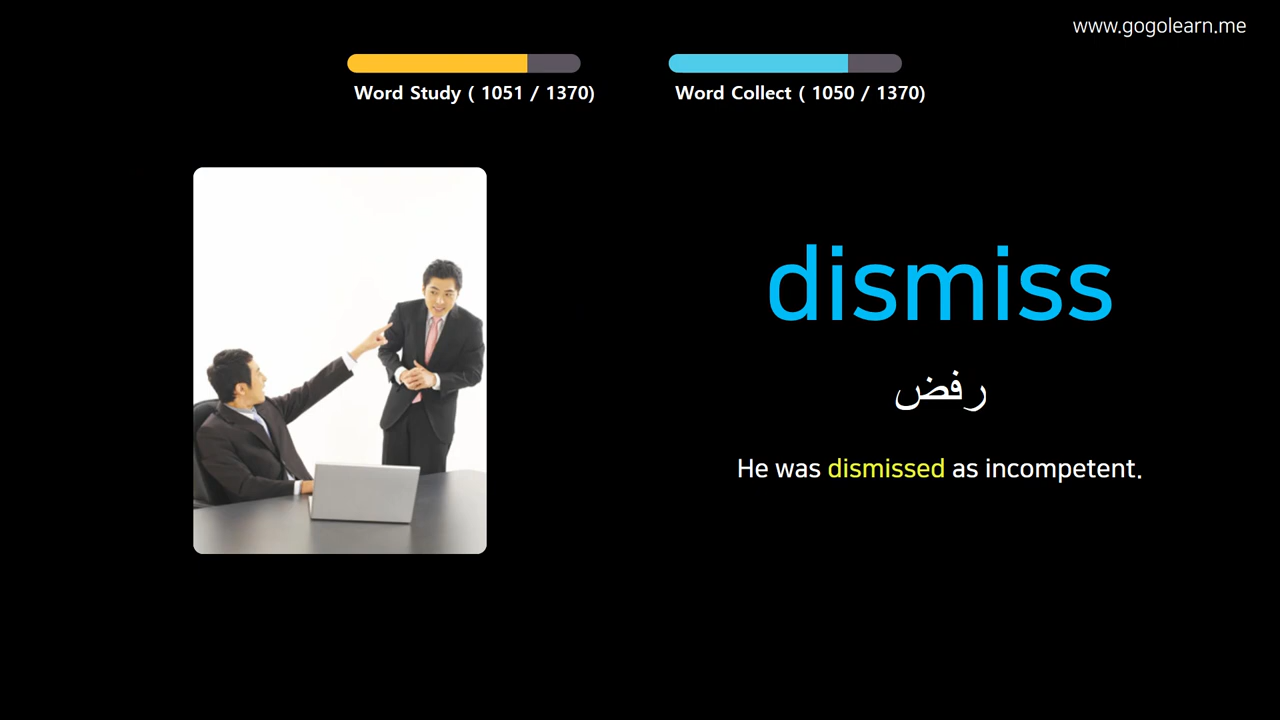 www.gogolearn.me
Word Study ( 1051 / 1370)
Word Collect ( 1050 / 1370)
dismiss
رفض
He was dismissed as incompetent.